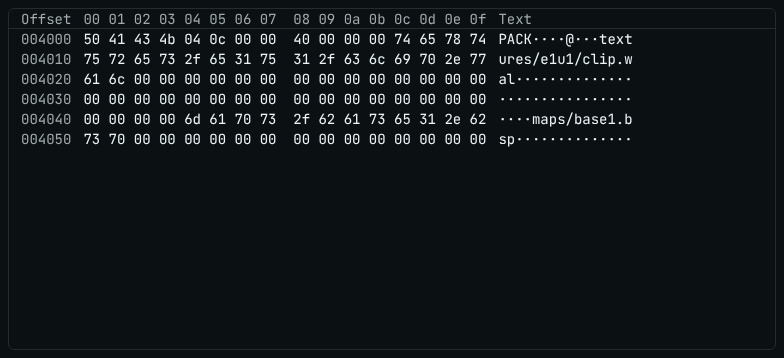 Offset 00 01 02 03 04 05 06 07 08 09 0a 0b 0c 0d 0e 0f Text
004000 50 41 43 4b 04 0c 00 00 40 00 00 00 74 65 78 74 PACK····@···text
004010 75 72 65 73 2f 65 31 75 31 2f 63 6c 69 70 2e 77 ures/e1u1/clip.w
004020 61 6c 00 00 00 00 00 00 00 00 00 00 00 00 00 00 al··············
004030 00 00 00 00 00 00 00 00 00 00 00 00 00 00 00 00 ················
004040 00 00 00 00 6d 61 70 73 2f 62 61 73 65 31 2e 62 ····maps/base1.b
004050 73 70 00 00 00 00 00 00 00 00 00 00 00 00 00 00 sp··············